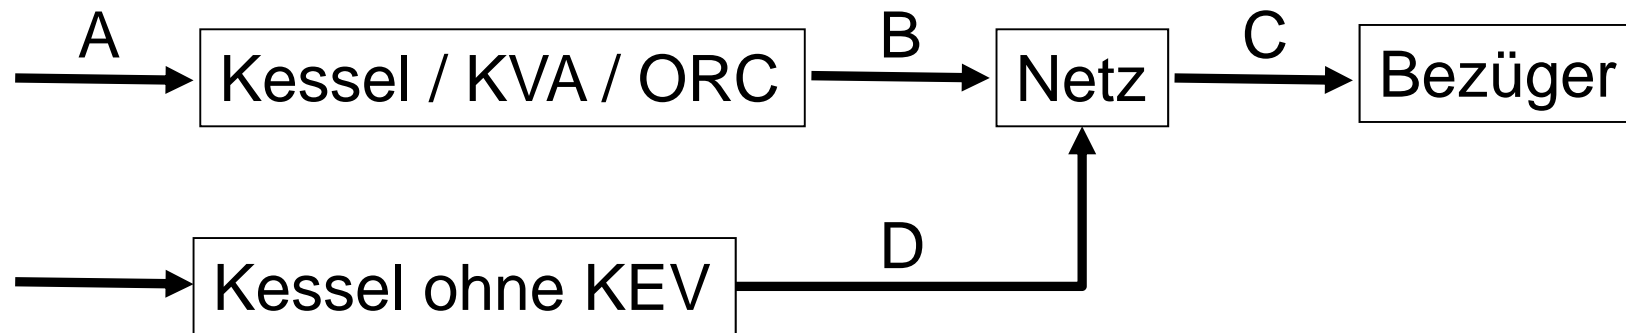 A
B
C
Kessel / KVA / ORC
Netz
Bezüger
D
Kessel ohne KEV